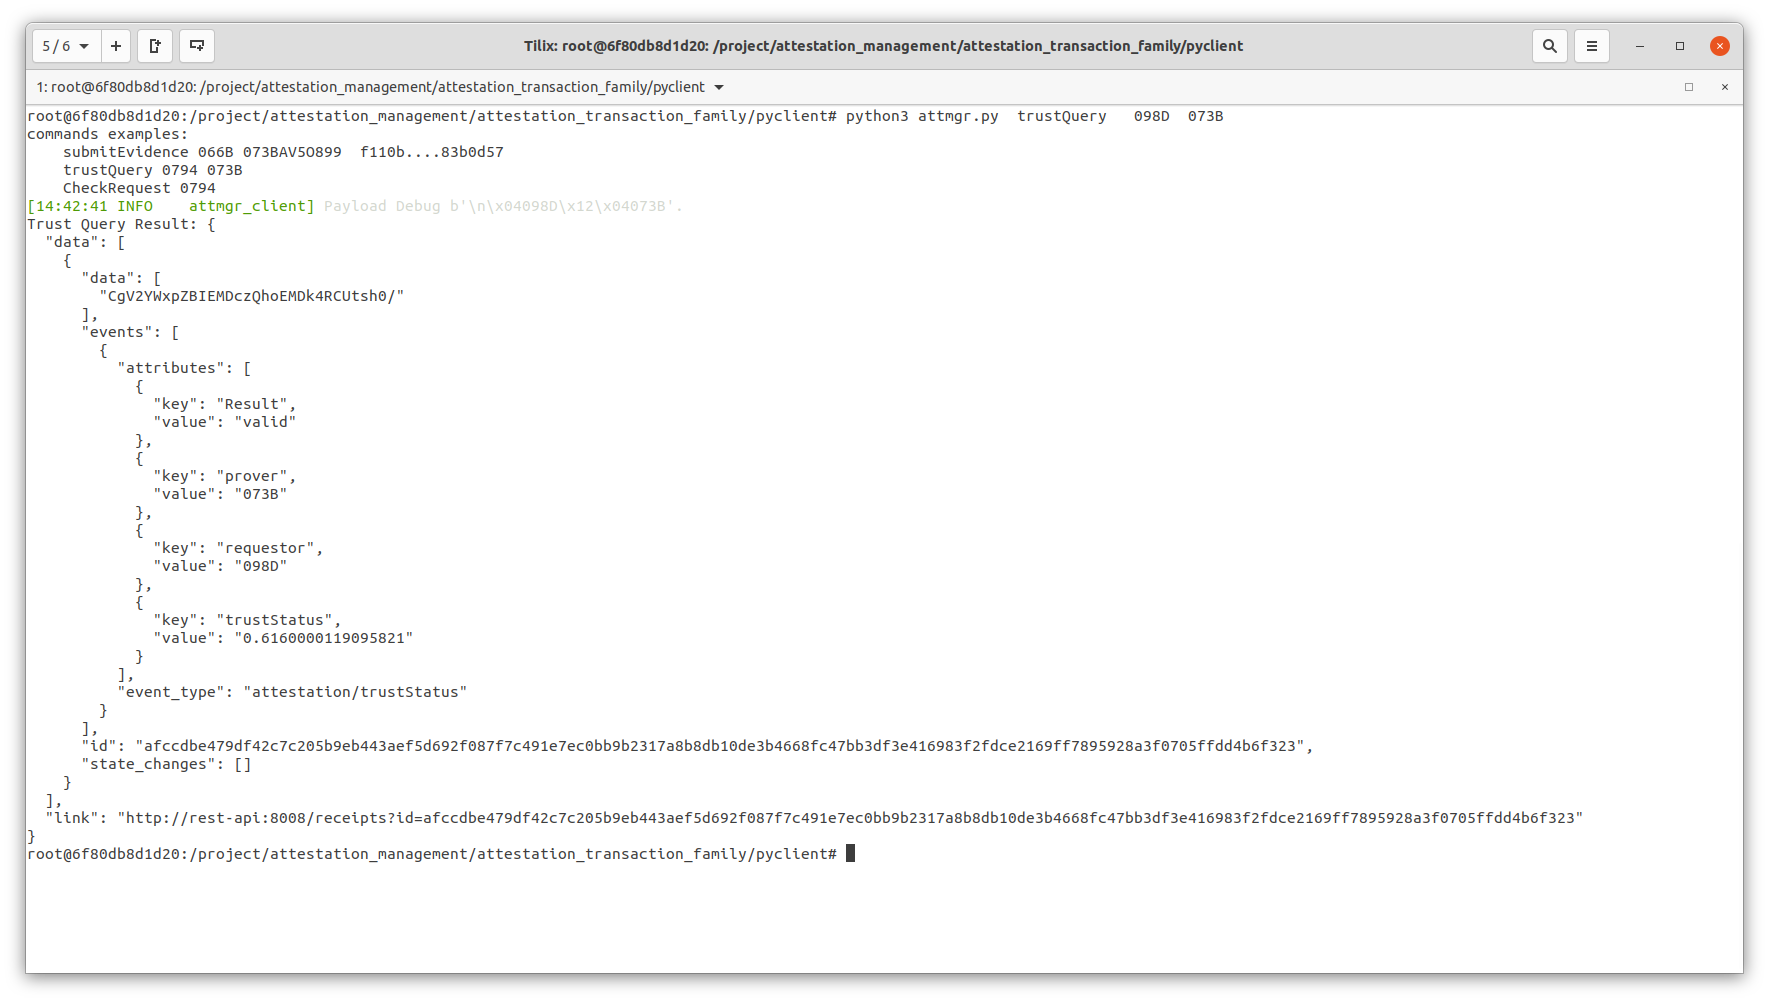 5 / 6
Tilix: root@6f80db8d1d20: /project/attestation_management/attestation_transaction_family/pyclient
1: root@6f80db8d1d20: /project/attestation_management/attestation_transaction_family/pyclient
root@6f80db8d1d20:/project/attestation_management/attestation_transaction_family/pyclient# python3 attmgr.py  trustQuery   098D  073B
commands examples:
    submitEvidence 066B 073BAV5O899  f110b....83b0d57
    trustQuery 0794 073B
    CheckRequest 0794
[14:42:41 INFO    attmgr_client] Payload Debug b'\n\x04098D\x12\x04073B'.
Trust Query Result: {
  "data": [
    {
      "data": [
        "CgV2YWxpZBIEMDczQhoEMDk4RCUtsh0/"
      ],
      "events": [
        {
          "attributes": [
            {
              "key": "Result",
              "value": "valid"
            },
            {
              "key": "prover",
              "value": "073B"
            },
            {
              "key": "requestor",
              "value": "098D"
            },
            {
              "key": "trustStatus",
              "value": "0.6160000119095821"
            }
          ],
          "event_type": "attestation/trustStatus"
        }
      ],
      "id": "afccdbe479df42c7c205b9eb443aef5d692f087f7c491e7ec0bb9b2317a8b8db10de3b4668fc47bb3df3e416983f2fdce2169ff7895928a3f0705ffdd4b6f323",
      "state_changes": []
    }
  ],
  "link": "http://rest-api:8008/receipts?id=afccdbe479df42c7c205b9eb443aef5d692f087f7c491e7ec0bb9b2317a8b8db10de3b4668fc47bb3df3e416983f2fdce2169ff7895928a3f0705ffdd4b6f323"
}
root@6f80db8d1d20:/project/attestation_management/attestation_transaction_family/pyclient#